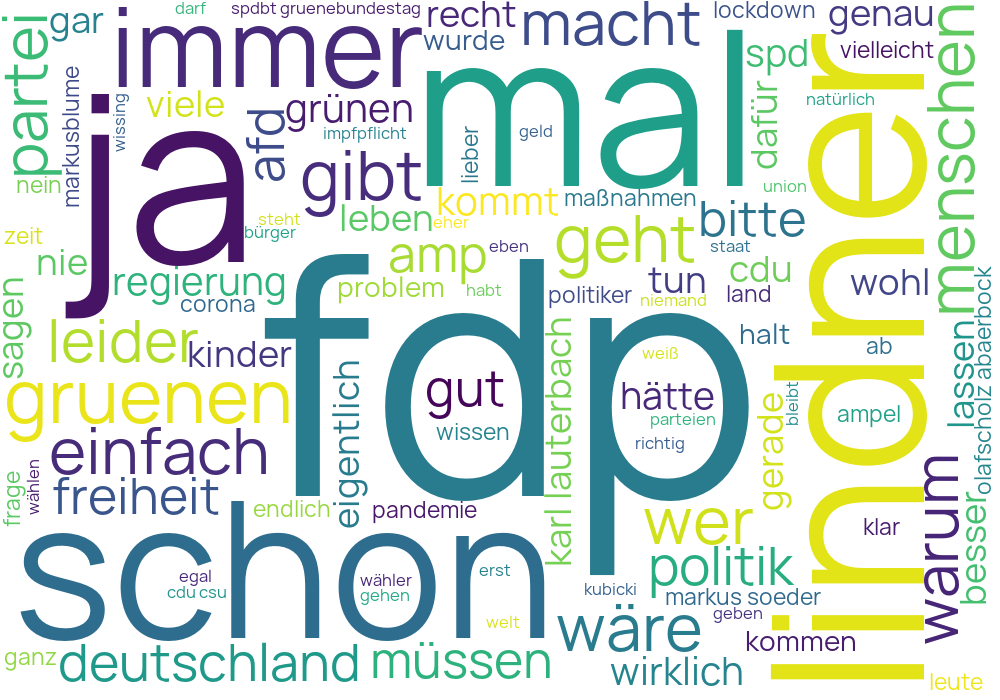 darf
spdbt gruenebundestag
recht
lockdown
genau
gar
immer
wurde
macht
spd
vielleicht
partei
markusblume
wissing
viele
afd
grünen
impfpflicht
lieber
mal
geld
dafür
natürlich
lindner
menschen
ja
nein
gibt
kommt
maßnahmen
union
zeit
steht
bürger
leben
eher
bitte
nie
amp
eben
geht
staat
regierung
problem
habt
politiker
tun
niemand
land
cdu
wohl
corona
sagen
leider
kinder
fdp
halt
ab
lassen
olafscholz abaerbock
gruenen
eigentlich
gut
wissen
karl lauterbach
weiß
hätte
parteien
richtig
gerade
bleibt
ampel
einfach
frage
wählen
freiheit
endlich
pandemie
wer
klar
warum
besser
schon
egal
cdu csu
wähler
gehen
erst
politik
kubicki
markus soeder
welt
wäre
geben
kommen
ganz
deutschland
müssen
wirklich
leute